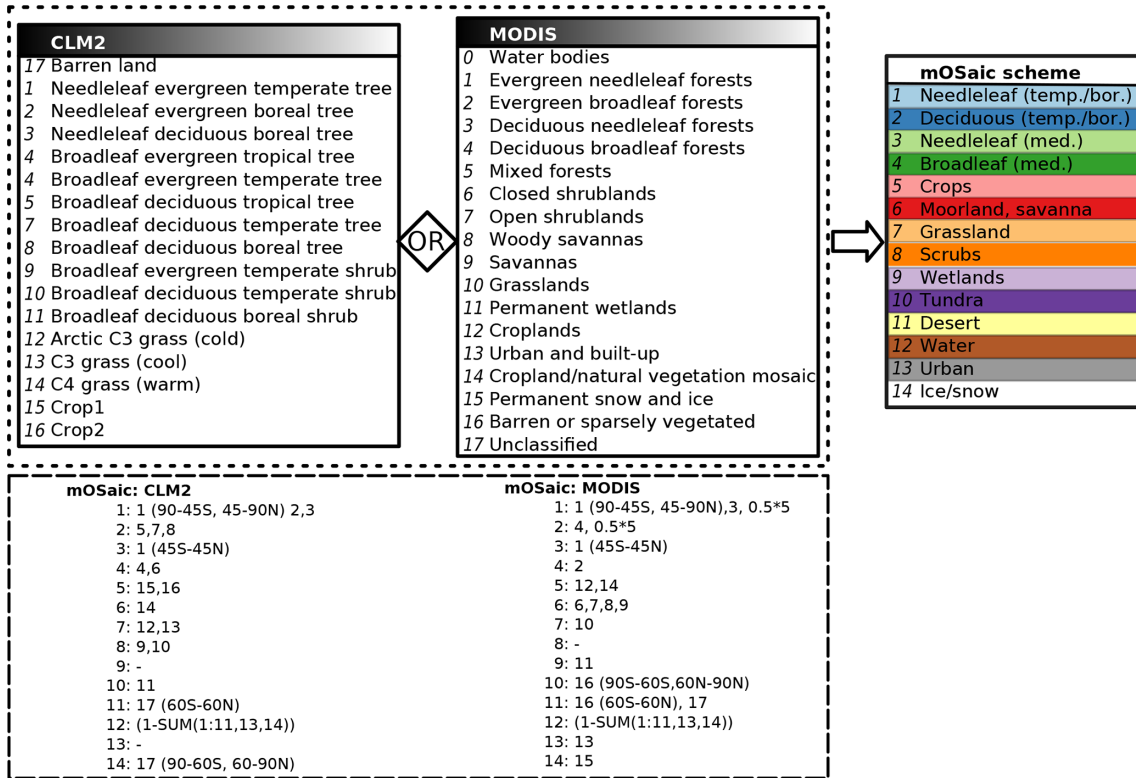 CLM2
17 Barren land
1 Needleleaf evergreen temperate tree
2 Needleleaf evergreen boreal tree
3 Needleleaf deciduous boreal tree
4 Broadleaf evergreen tropical tree
4 Broadleaf evergreen temperate tree
5 Broadleaf deciduous tropical tree
7 Broadleaf deciduous temperate tree
8 Broadleaf deciduous boreal tree
9 Broadleaf evergreen temperate shrub
10 Broadleaf deciduous temperate shrub
11 Broadleaf deciduous boreal shrub
12 Arctic C3 grass (cold)
13 C3 grass (cool)
14 C4 grass (warm)
15 Crop1
16 Crop2
OR
MODIS
0 Water bodies
1 Evergreen needleleaf forests
2 Evergreen broadleaf forests
3 Deciduous needleleaf forests
4 Deciduous broadleaf forests
5 Mixed forests
6 Closed shrublands
7 Open shrublands
8 Woody savannas
9 Savannas
10 Grasslands
11 Permanent wetlands
12 Croplands
13 Urban and built-up
14 Cropland/natural vegetation mosaic
15 Permanent snow and ice
16 Barren or sparsely vegetated
17 Unclassified
mOSaic scheme
1 Needleleaf (temp./bor.)
2 Deciduous (temp./bor.)
3 Needleleaf (med.)
4 Broadleaf (med.)
5 Crops
6 Moorland, savanna
7 Grassland
8 Scrubs
9 Wetlands
10 Tundra
11 Desert
12 Water
13 Urban
14 Ice/snow
mOSaic: CLM2
1: 1 (90-45S, 45-90N) 2,3
2: 5,7,8
3: 1 (45S-45N)
4: 4,6
5: 15,16
6: 14
7: 12,13
8: 9,10
9: -
10: 11
11: 17 (60S-60N)
12: (1-SUM(1:11,13,14))
13: -
14: 17 (90-60S, 60-90N)
mOSaic: MODIS
1: 1 (90-45S, 45-90N),3, 0.5*5
2: 4, 0.5*5
3: 1 (45S-45N)
4: 2
5: 12,14
6: 6,7,8,9
7: 10
8: -
9: 11
10: 16 (90S-60S,60N-90N)
11: 16 (60S-60N), 17
12: (1-SUM(1:11,13,14))
13: 13
14: 15